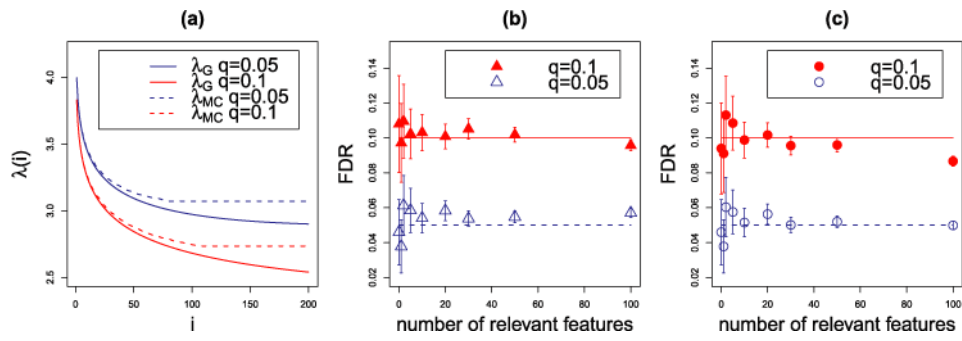 (a)
λ(i)
4.0
3.5
3.0
2.5
λG q=0.05
λG q=0.1
λMC q=0.05
λMC q=0.1
0 50 100 150 200
i
(b)
FDR
0.14
0.12
0.10
0.08
0.06
0.04
0.02
q=0.1
q=0.05
0 20 40 60 80 100
number of relevant features
(c)
FDR
0.14
0.12
0.10
0.08
0.06
0.04
0.02
q=0.1
q=0.05
0 20 40 60 80 100
number of relevant features